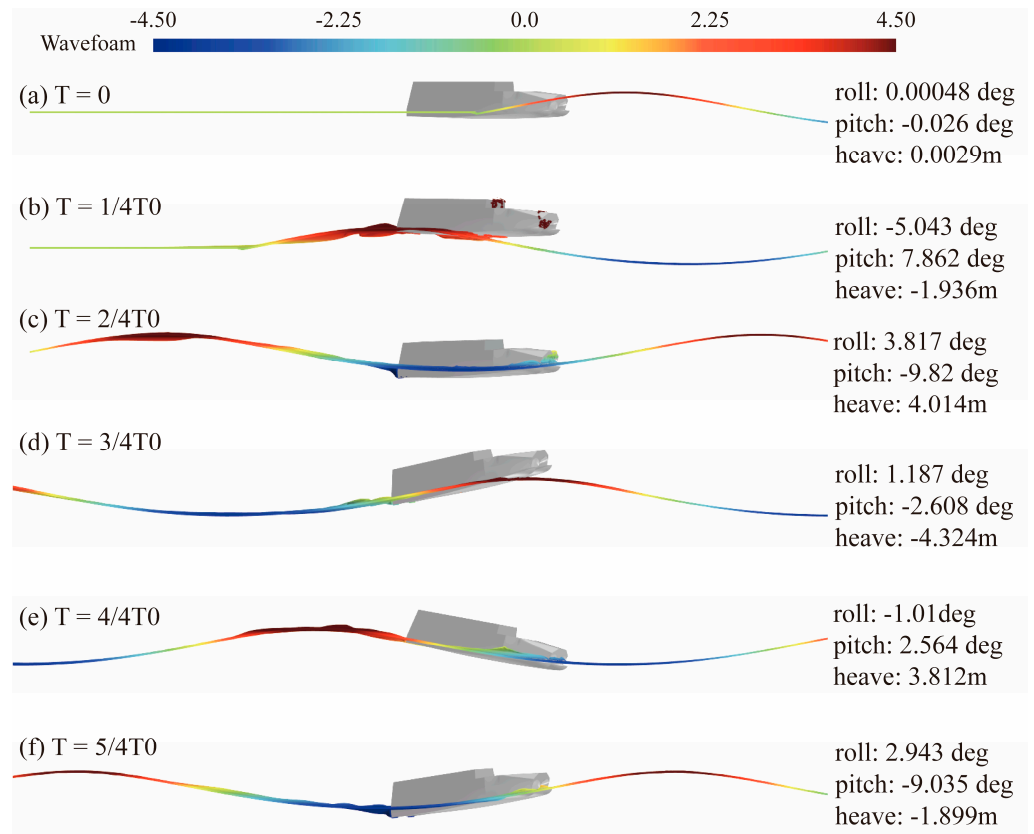 -4.50 -2.25 0.0 2.25 4.50
Wavefoam
(a) T = 0
roll: 0.00048 deg
pitch: -0.026 deg
heave: 0.0029m
(b) T = 1/4T0
roll: -5.043 deg
pitch: 7.862 deg
heave: -1.936m
(c) T = 2/4T0
roll: 3.817 deg
pitch: -9.82 deg
heave: 4.014m
(d) T = 3/4T0
roll: 1.187 deg
pitch: -2.608 deg
heave: -4.324m
(e) T = 4/4T0
roll: -1.01deg
pitch: 2.564 deg
heave: 3.812m
(f) T = 5/4T0
roll: 2.943 deg
pitch: -9.035 deg
heave: -1.899m